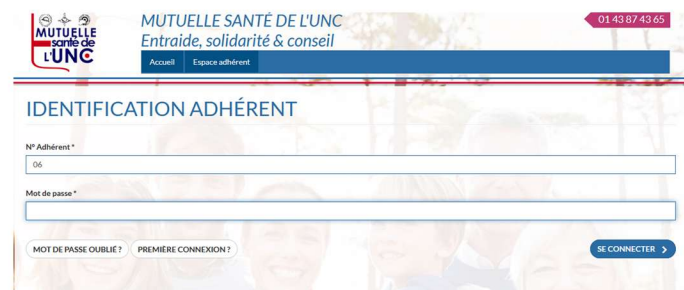 MUTUELLE
santé de
L'UNC
MUTUELLE SANTÉ DE L'UNC
Entraide, solidarité & conseil
01 43 87 43 65
Accueil Espace adhérent
IDENTIFICATION ADHÉRENT
N° Adhérent *
06
Mot de passe *
MOT DE PASSE OUBLIÉ ? PREMIÈRE CONNEXION ? SE CONNECTER